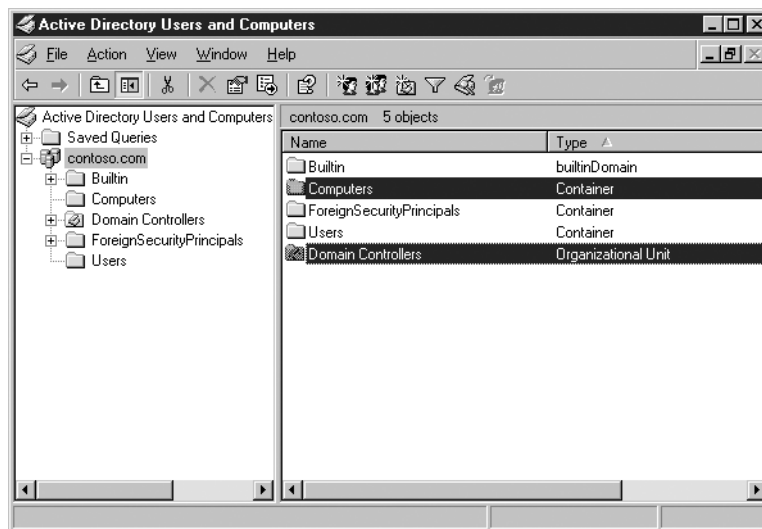 Active Directory Users and Computers
File Action View Window Help
Active Directory Users and Computers
Saved Queries
contoso.com
Builtin
Computers
Domain Controllers
ForeignSecurityPrincipals
Users
contoso.com 5 objects
Name Type
Builtin builtinDomain
Computers Container
ForeignSecurityPrincipals Container
Users Container
Domain Controllers Organizational Unit